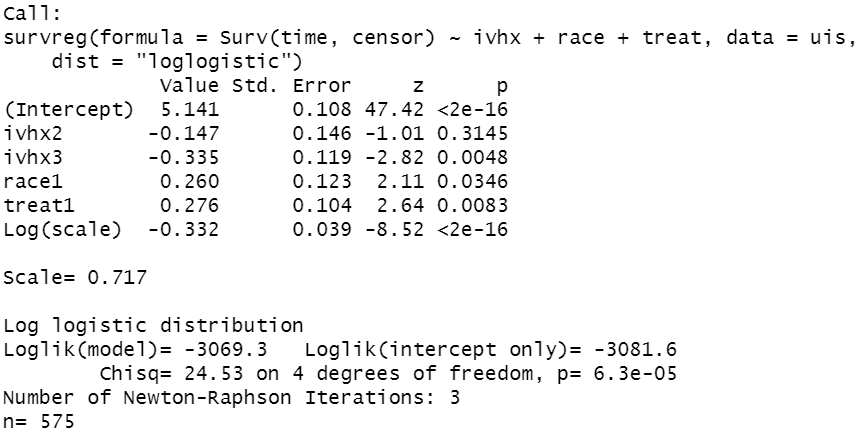 Call:
survreg(formula = Surv(time, censor) ~ ivhx + race + treat, data = uis,
    dist = "loglogistic")
             Value Std. Error     z      p
(Intercept)  5.141      0.108 47.42 <2e-16
ivhx2       -0.147      0.146 -1.01 0.3145
ivhx3       -0.335      0.119 -2.82 0.0048
race1        0.260      0.123  2.11 0.0346
treat1       0.276      0.104  2.64 0.0083
Log(scale)  -0.332      0.039 -8.52 <2e-16

Scale= 0.717

Log logistic distribution
Loglik(model)= -3069.3   Loglik(intercept only)= -3081.6
        Chisq= 24.53 on 4 degrees of freedom, p= 6.3e-05
Number of Newton-Raphson Iterations: 3
n= 575